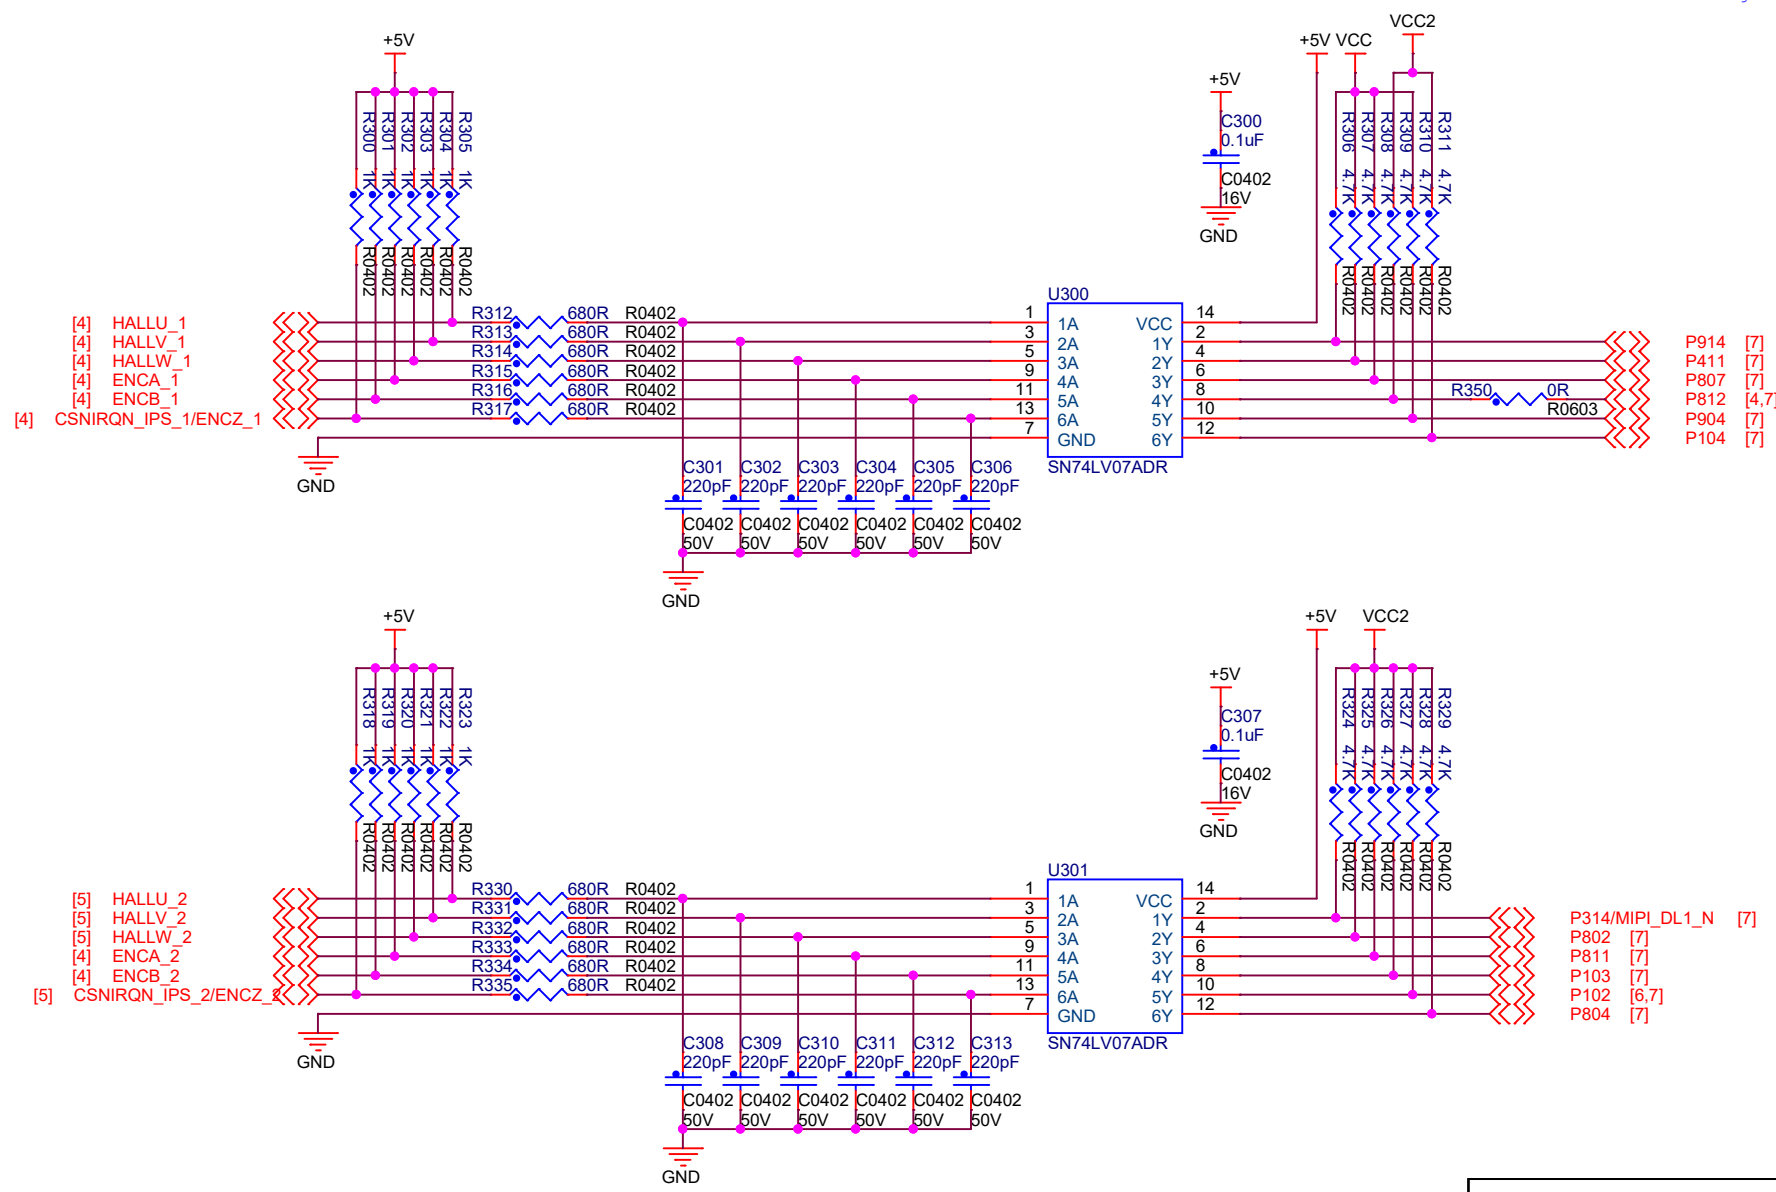 VCC2
+5V
+5V VCC
+5V
R300 1K R0402
R301 1K R0402
R302 1K R0402
R303 1K R0402
R304 1K R0402
R305 1K R0402
C300
0.1uF
C0402
16V
GND
R306 4.7K R0402
R307 4.7K R0402
R308 4.7K R0402
R309 4.7K R0402
R310 4.7K R0402
R311 4.7K R0402
[4] HALLU_1
[4] HALLV_1
[4] HALLW_1
[4] ENCA_1
[4] ENCB_1
[4] CSNIRQN_IPS_1/ENCZ_1
GND
R312 680R R0402
R313 680R R0402
R314 680R R0402
R315 680R R0402
R316 680R R0402
R317 680R R0402
U300
1 1A VCC 14
3 2A 1Y 2
5 3A 2Y 4
9 4A 3Y 6
11 5A 4Y 8
13 6A 5Y 10
7 GND 6Y 12
SN74LV07ADR
R350 0R
R0603
P914 [7]
P411 [7]
P807 [7]
P812 [4,7]
P904 [7]
P104 [7]
C301 C302 C303 C304 C305 C306
220pF 220pF 220pF 220pF 220pF 220pF
C0402 C0402 C0402 C0402 C0402 C0402
50V 50V 50V 50V 50V 50V
GND
+5V
+5V VCC2
+5V
R318 1K R0402
R319 1K R0402
R320 1K R0402
R321 1K R0402
R322 1K R0402
R323 1K R0402
C307
0.1uF
C0402
16V
GND
R324 4.7K R0402
R325 4.7K R0402
R326 4.7K R0402
R327 4.7K R0402
R328 4.7K R0402
R329 4.7K R0402
[5] HALLU_2
[5] HALLV_2
[5] HALLW_2
[4] ENCA_2
[4] ENCB_2
[5] CSNIRQN_IPS_2/ENCZ_2
GND
R330 680R R0402
R331 680R R0402
R332 680R R0402
R333 680R R0402
R334 680R R0402
R335 680R R0402
U301
1 1A VCC 14
3 2A 1Y 2
5 3A 2Y 4
9 4A 3Y 6
11 5A 4Y 8
13 6A 5Y 10
7 GND 6Y 12
SN74LV07ADR
P314/MIPI_DL1_N [7]
P802 [7]
P811 [7]
P103 [7]
P102 [6,7]
P804 [7]
C308 C309 C310 C311 C312 C313
220pF 220pF 220pF 220pF 220pF 220pF
C0402 C0402 C0402 C0402 C0402 C0402
50V 50V 50V 50V 50V 50V
GND